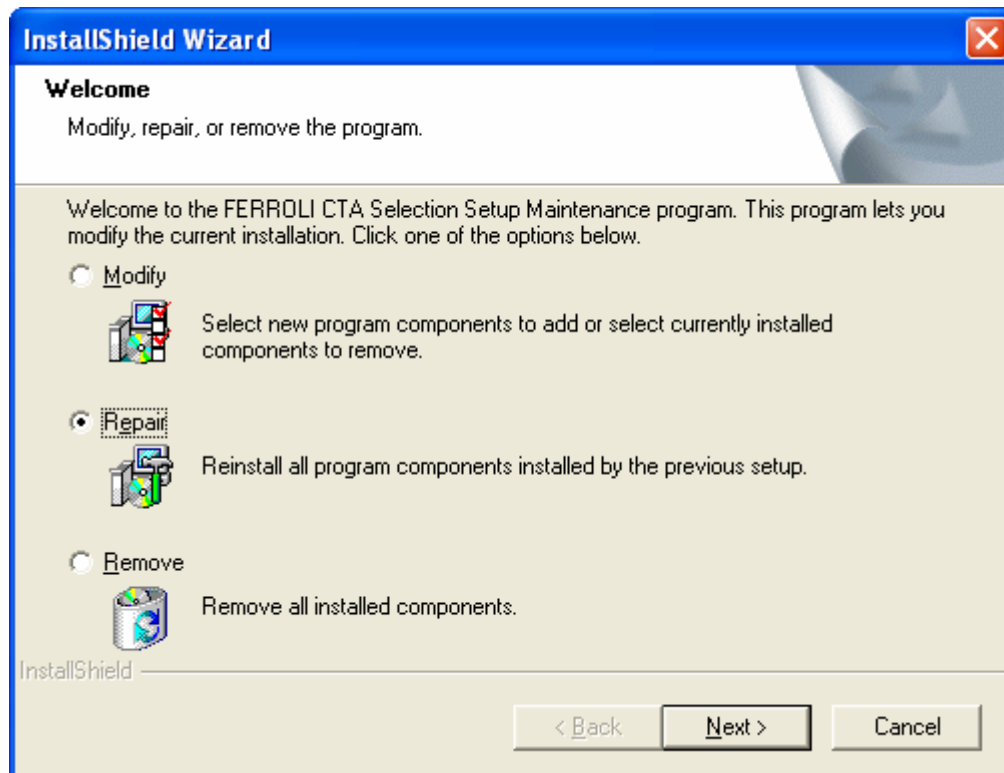 InstallShield Wizard
Welcome
Modify, repair, or remove the program.
Welcome to the FERROLI CTA Selection Setup Maintenance program. This program lets you
modify the current installation. Click one of the options below.
Modify
Select new program components to add or select currently installed
components to remove.
Repair
Reinstall all program components installed by the previous setup.
Remove
Remove all installed components.
InstallShield
< Back
Next >
Cancel